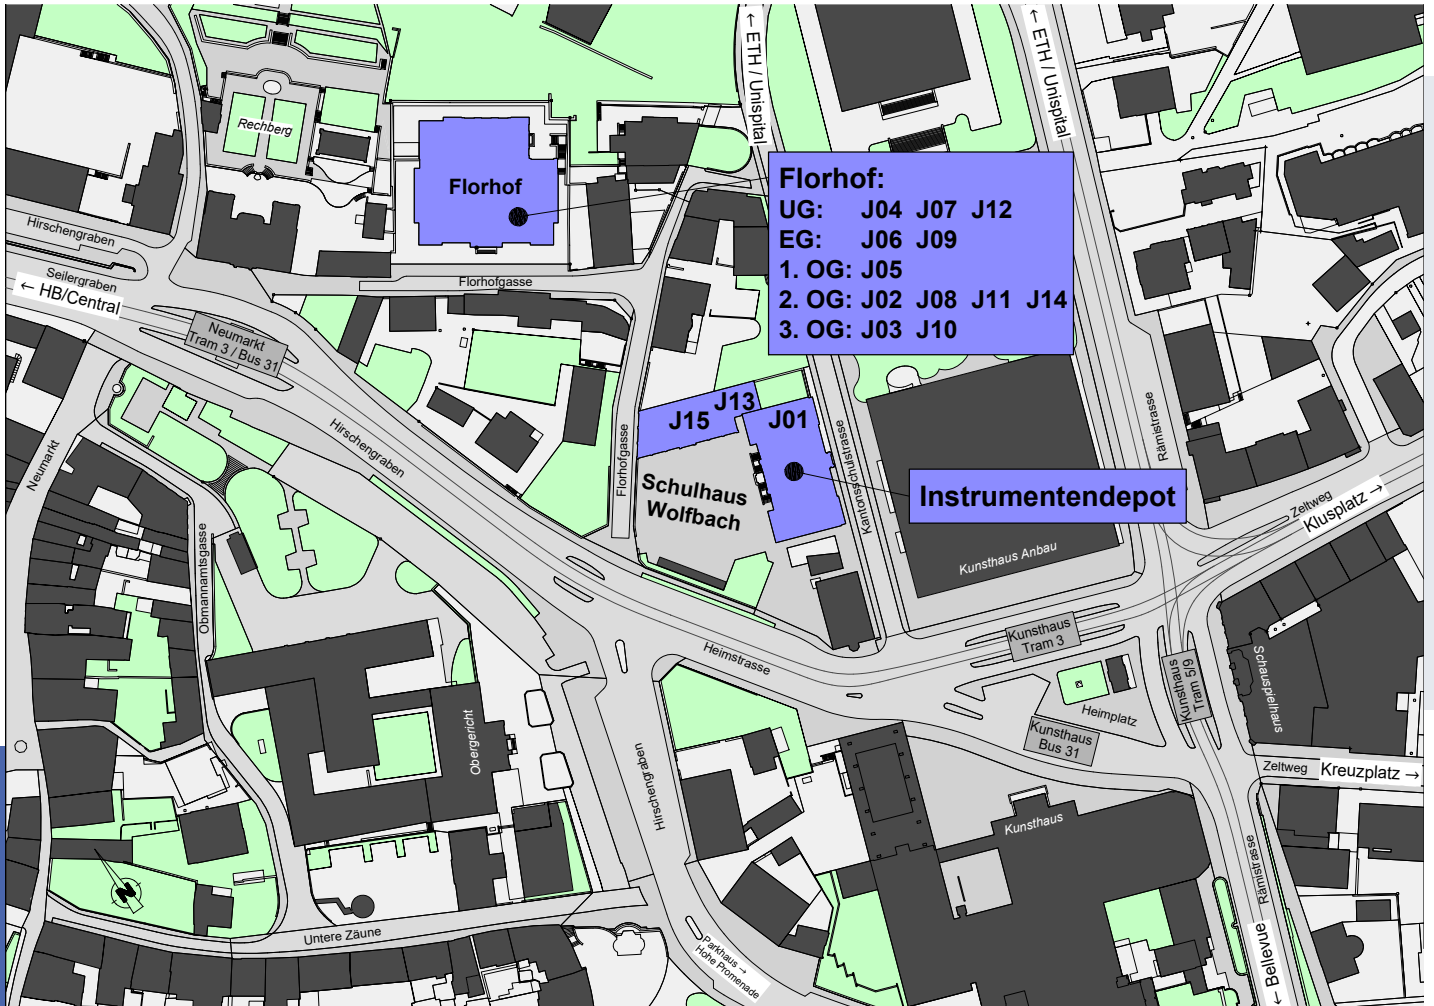 ← ETH / Unispital
← ETH / Unispital
Rechberg
Florhof
Florhof:
UG: J04 J07 J12
EG: J06 J09
1. OG: J05
2. OG: J02 J08 J11 J14
3. OG: J03 J10
Hirschengraben
Seilergraben
← HB/Central
Florhofgasse
Neumarkt
Tram 3 / Bus 31
J13
J15
J01
Hirschengraben
Neumarkt
Florhofgasse
Kantonsschulstrasse
Rämistrasse
Schulhaus
Wolfbach
Instrumentendepot
Zeltweg
Klusplatz →
Obmannamtsgasse
Kunsthaus Anbau
Heimstrasse
Kunsthaus
Tram 3
Kunsthaus
Tram 5/9
Schauspielhaus
Heimplatz
Kunsthaus
Bus 31
Obergericht
Hirschengraben
Zeltweg
Kreuzplatz →
Kunsthaus
Rämistrasse
N
Untere Zäune
Parkhaus →
Hohe Promenade
← Bellevue